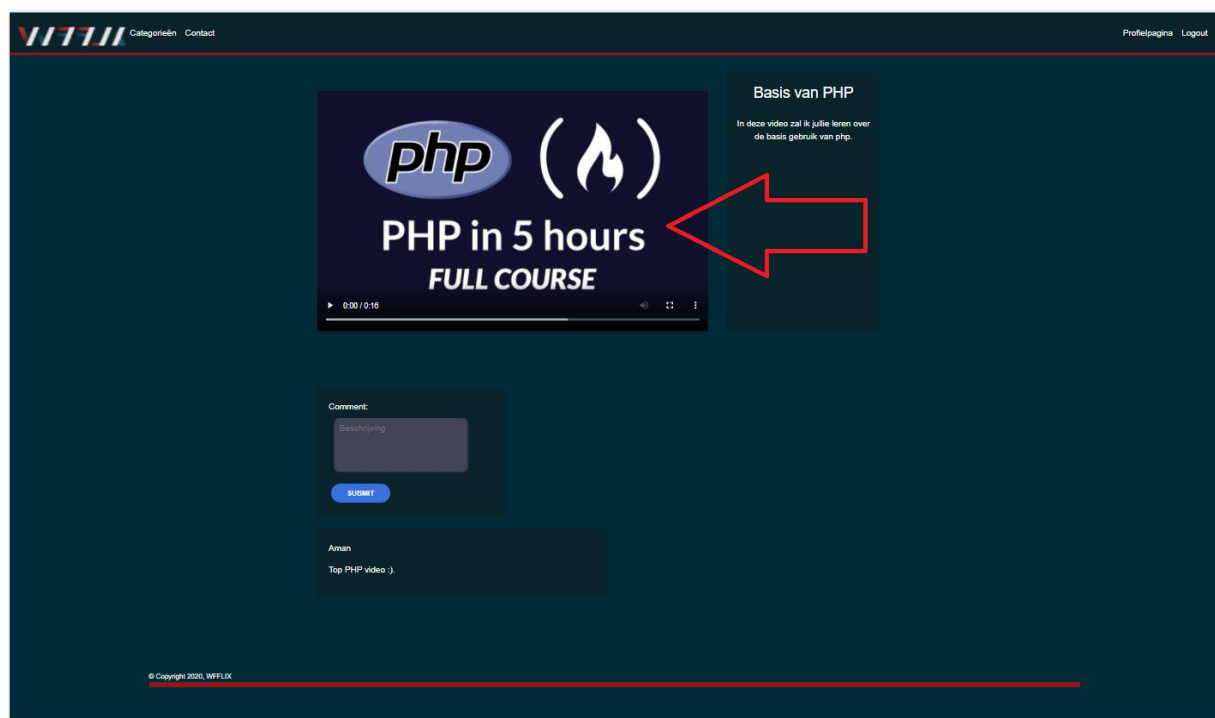 WFFLIX
Categorieën Contact
Profielpagina Logout
php
PHP in 5 hours
FULL COURSE
0:00 / 0:16
Basis van PHP
In deze video zal ik jullie leren over
de basis gebruik van php.
Comment:
Beschrijving
SUBMIT
Aman
Top PHP video :).
© Copyright 2020, WFFLIX